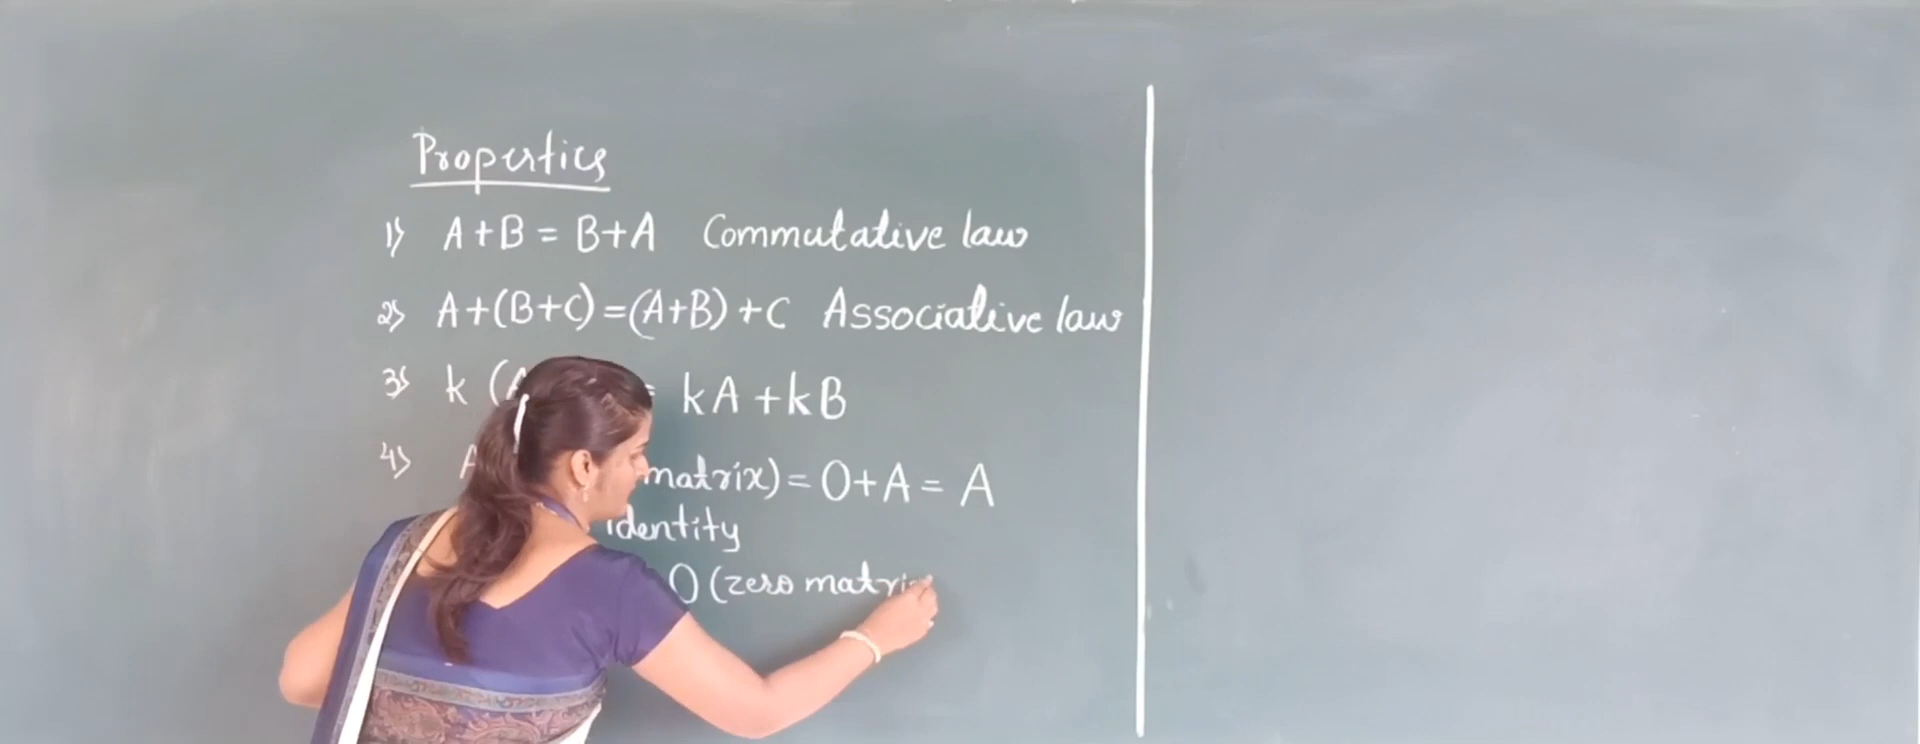 Properties
1) A+B = B+A Commutative law
2) A+(B+C)=(A+B)+C Associative law
3) k (A = kA+kB
4) A matrix) = O+A = A
identity
O (zero matri